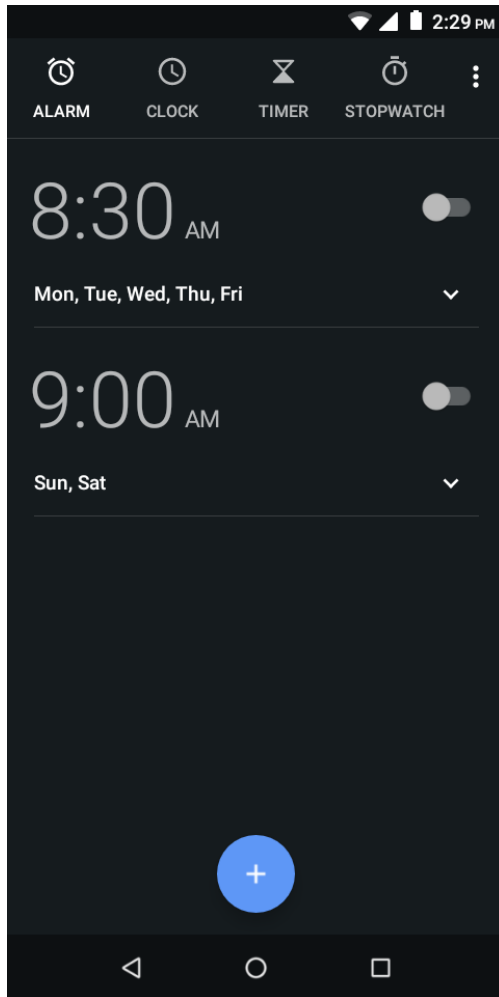 2:29 PM
ALARM CLOCK TIMER STOPWATCH
8:30 AM
Mon, Tue, Wed, Thu, Fri
9:00 AM
Sun, Sat